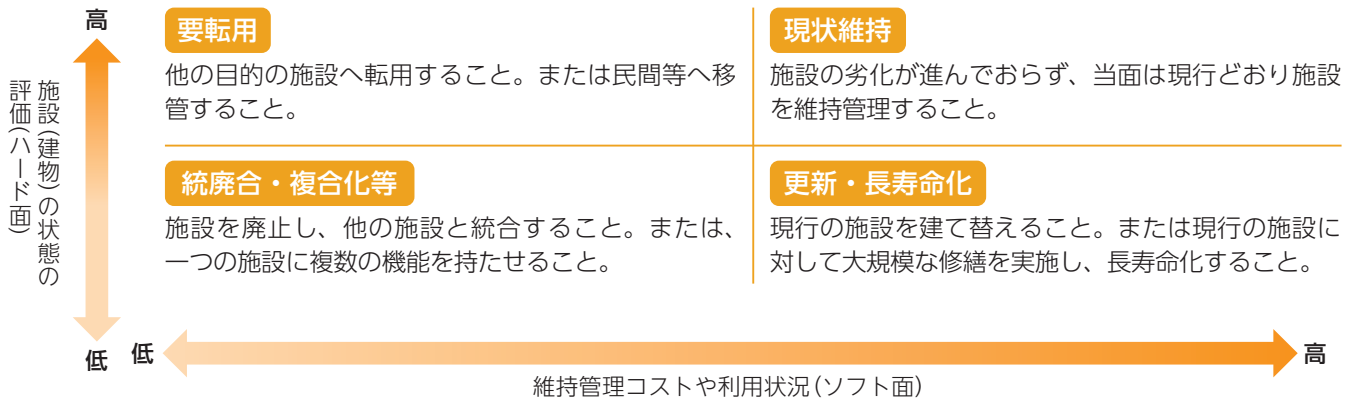 高
施設(建物)の状態の
評価(ハード面)
低
要転用
他の目的の施設へ転用すること。または民間等へ移
管すること。
現状維持
施設の劣化が進んでおらず、当面は現行どおり施設
を維持管理すること。
統廃合・複合化等
施設を廃止し、他の施設と統合すること。または、
一つの施設に複数の機能を持たせること。
更新・長寿命化
現行の施設を建て替えること。または現行の施設に
対して大規模な修繕を実施し、長寿命化すること。
低
高
維持管理コストや利用状況(ソフト面)